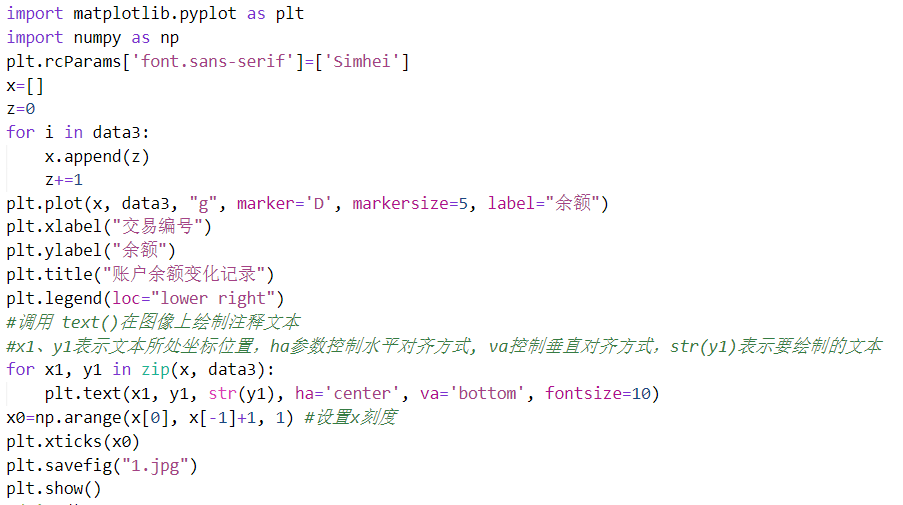 import matplotlib.pyplot as plt
import numpy as np
plt.rcParams['font.sans-serif']=['Simhei']
x=[]
z=0
for i in data3:
    x.append(z)
    z+=1
plt.plot(x, data3, "g", marker='D', markersize=5, label="余额")
plt.xlabel("交易编号")
plt.ylabel("余额")
plt.title("账户余额变化记录")
plt.legend(loc="lower right")
#调用 text()在图像上绘制注释文本
#x1、y1表示文本所处坐标位置，ha参数控制水平对齐方式, va控制垂直对齐方式，str(y1)表示要绘制的文本
for x1, y1 in zip(x, data3):
    plt.text(x1, y1, str(y1), ha='center', va='bottom', fontsize=10)
x0=np.arange(x[0], x[-1]+1, 1) #设置x刻度
plt.xticks(x0)
plt.savefig("1.jpg")
plt.show()